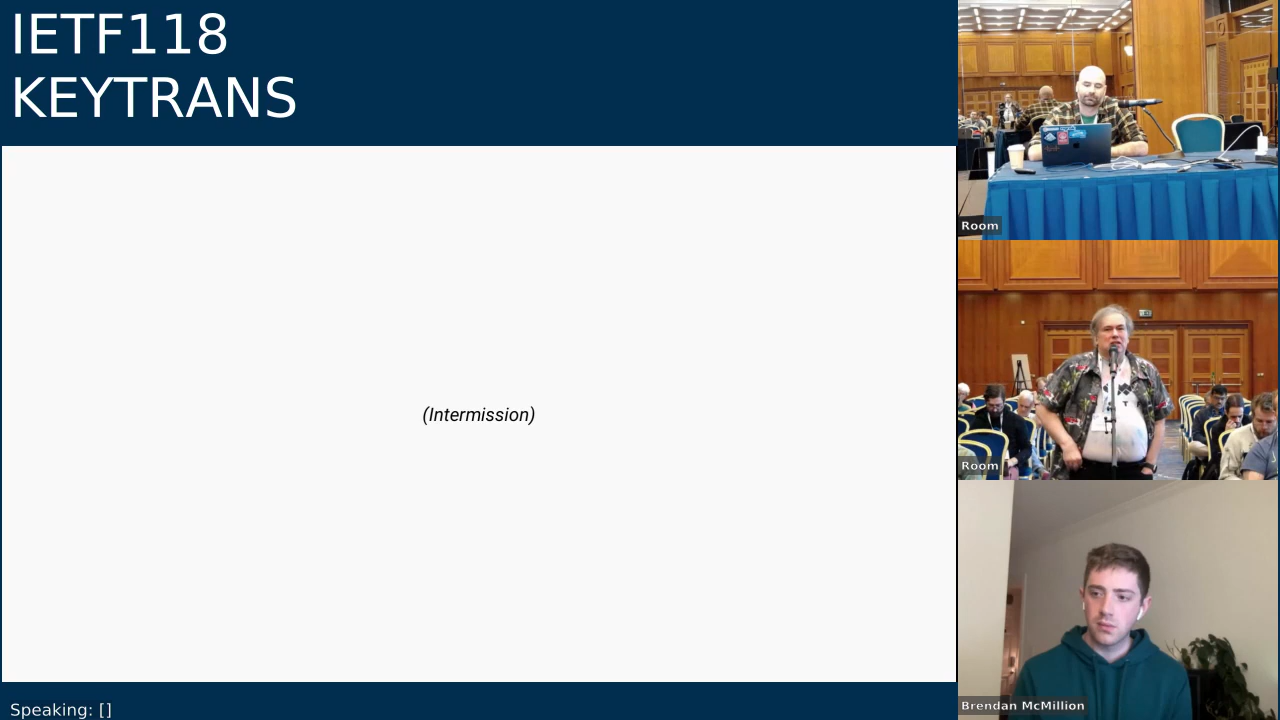 IETF118
KEYTRANS
(Intermission)
Speaking: []
Room
Room
Brendan McMillion